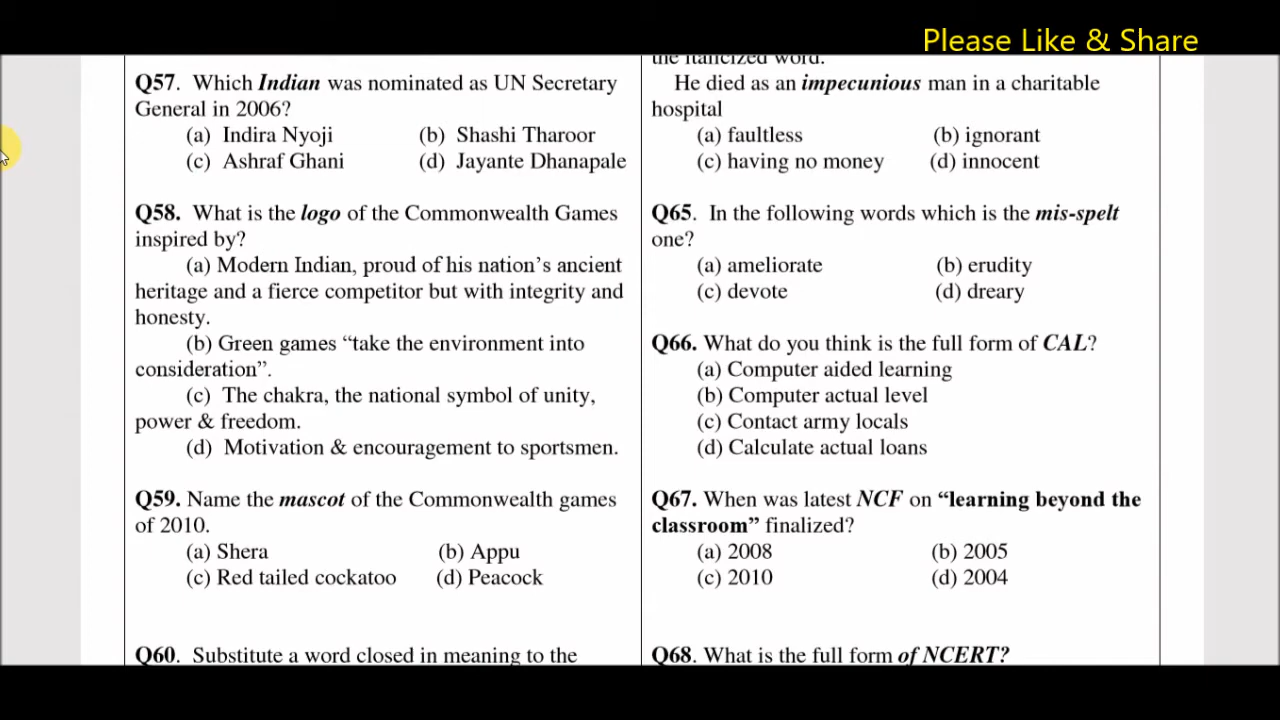 Please Like & Share
Q57. Which Indian was nominated as UN Secretary
General in 2006?
(a) Indira Nyoji (b) Shashi Tharoor
(c) Ashraf Ghani (d) Jayante Dhanapale
Q58. What is the logo of the Commonwealth Games
inspired by?
(a) Modern Indian, proud of his nation's ancient
heritage and a fierce competitor but with integrity and
honesty.
(b) Green games “take the environment into
consideration”.
(c) The chakra, the national symbol of unity,
power & freedom.
(d) Motivation & encouragement to sportsmen.
Q59. Name the mascot of the Commonwealth games
of 2010.
(a) Shera (b) Appu
(c) Red tailed cockatoo (d) Peacock
Q60. Substitute a word closed in meaning to the
the italicized word.
He died as an impecunious man in a charitable
hospital
(a) faultless (b) ignorant
(c) having no money (d) innocent
Q65. In the following words which is the mis-spelt
one?
(a) ameliorate (b) erudity
(c) devote (d) dreary
Q66. What do you think is the full form of CAL?
(a) Computer aided learning
(b) Computer actual level
(c) Contact army locals
(d) Calculate actual loans
Q67. When was latest NCF on “learning beyond the
classroom” finalized?
(a) 2008 (b) 2005
(c) 2010 (d) 2004
Q68. What is the full form of NCERT?